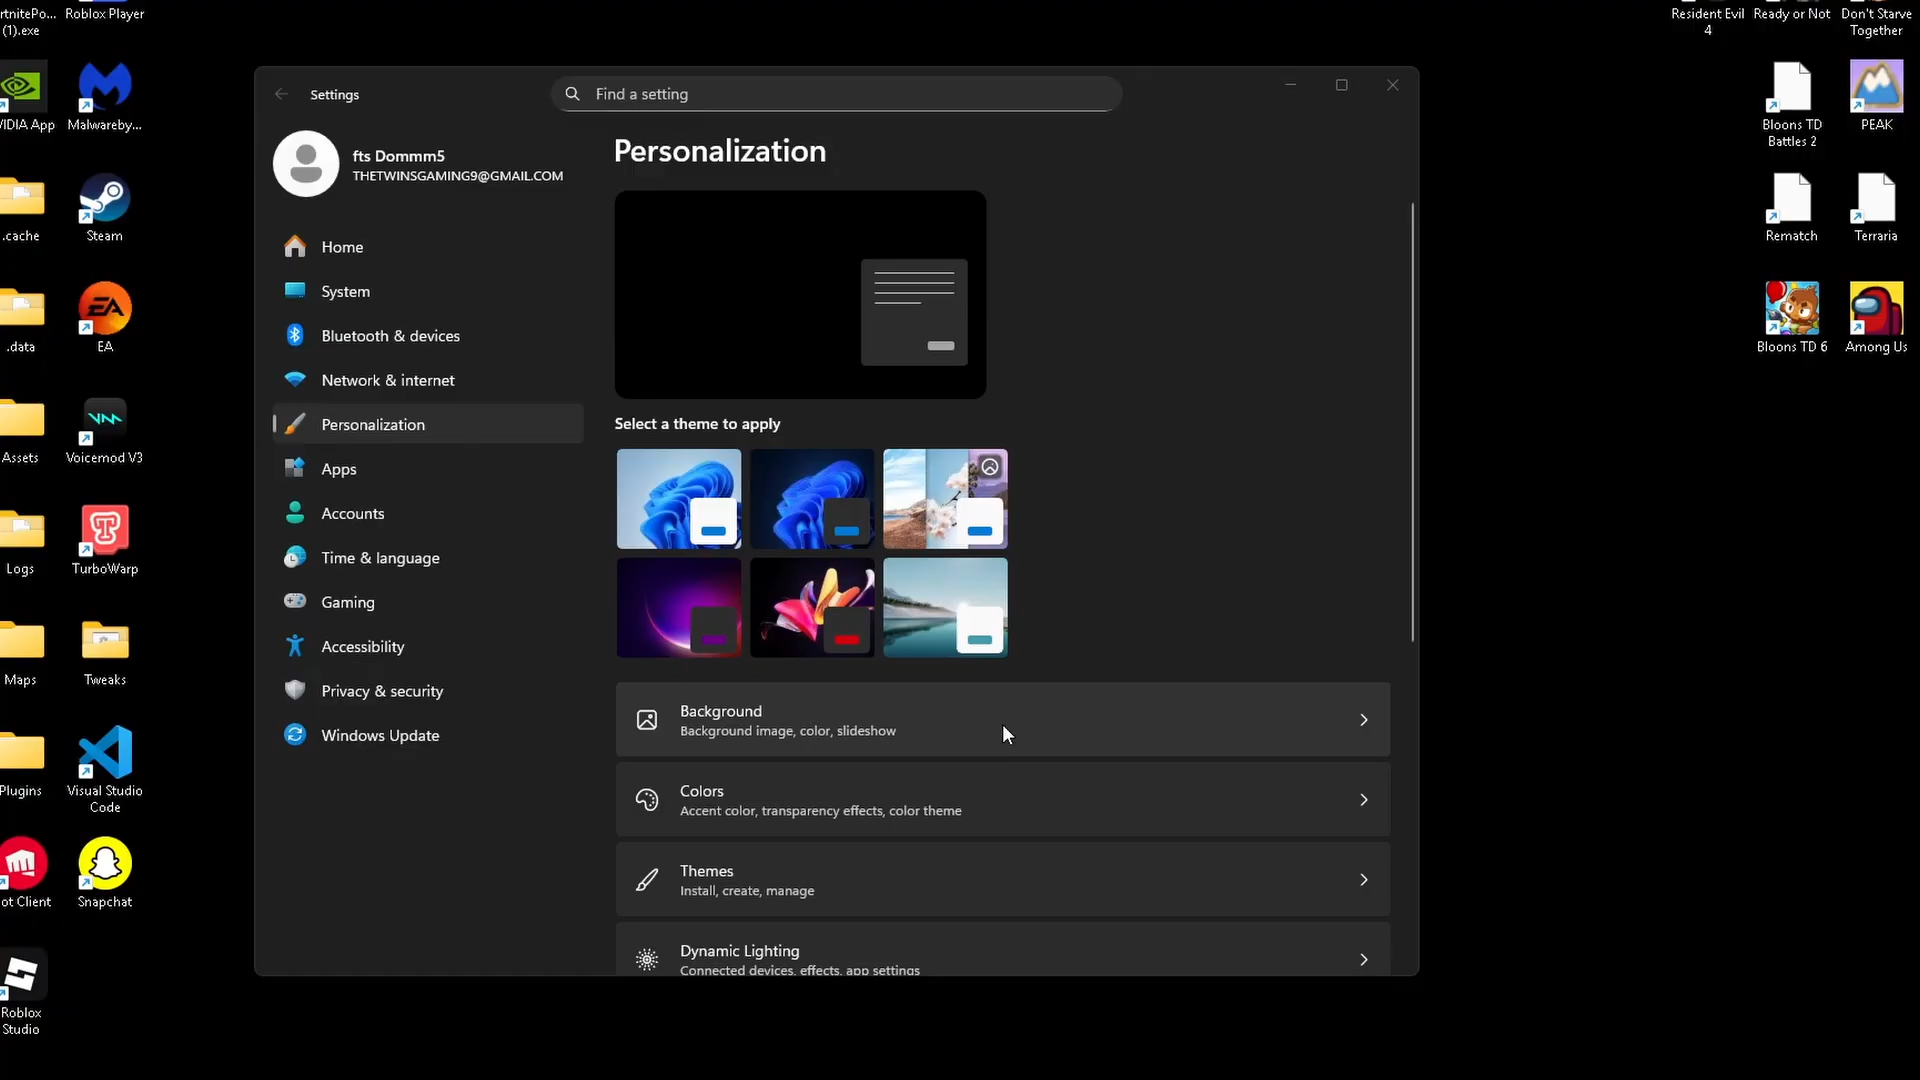 rtnitePo...
(1).exe
Roblox Player
Resident Evil
4
Ready or Not
Don't Starve
Together
VIDIA App
Malwareby...
Bloons TD
Battles 2
PEAK
.cache
Steam
Rematch
Terraria
.data
EA
Bloons TD 6
Among Us
Assets
Voicemod V3
Logs
TurboWarp
Maps
Tweaks
Plugins
Visual Studio
Code
ot Client
Snapchat
Roblox
Studio
Settings
Find a setting
fts Dommm5
THETWINSGAMING9@GMAIL.COM
Home
System
Bluetooth & devices
Network & internet
Personalization
Apps
Accounts
Time & language
Gaming
Accessibility
Privacy & security
Windows Update
Personalization
Select a theme to apply
Background
Background image, color, slideshow
Colors
Accent color, transparency effects, color theme
Themes
Install, create, manage
Dynamic Lighting
Connected devices, effects, app settings